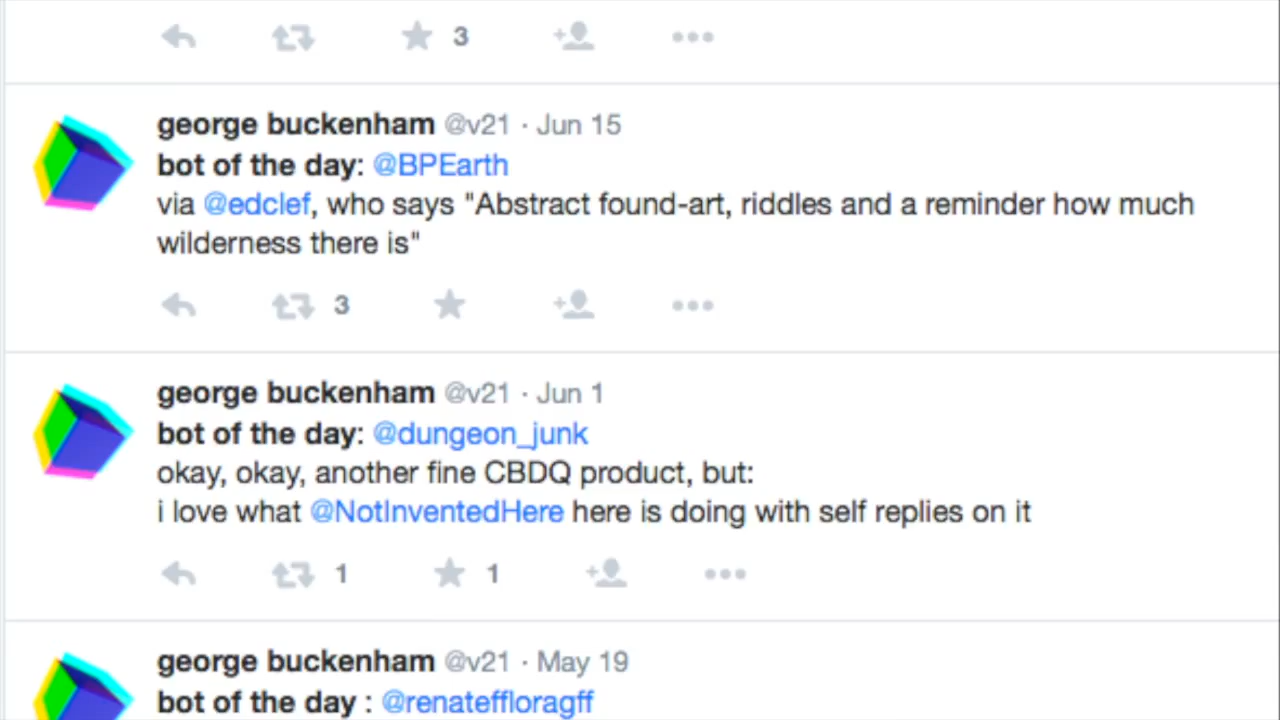 3
george buckenham @v21 · Jun 15
bot of the day: @BPEarth
via @edclef, who says "Abstract found-art, riddles and a reminder how much
wilderness there is"
3
george buckenham @v21 · Jun 1
bot of the day: @dungeon_junk
okay, okay, another fine CBDQ product, but:
i love what @NotInventedHere here is doing with self replies on it
1 1
george buckenham @v21 · May 19
bot of the day : @renateffloragff